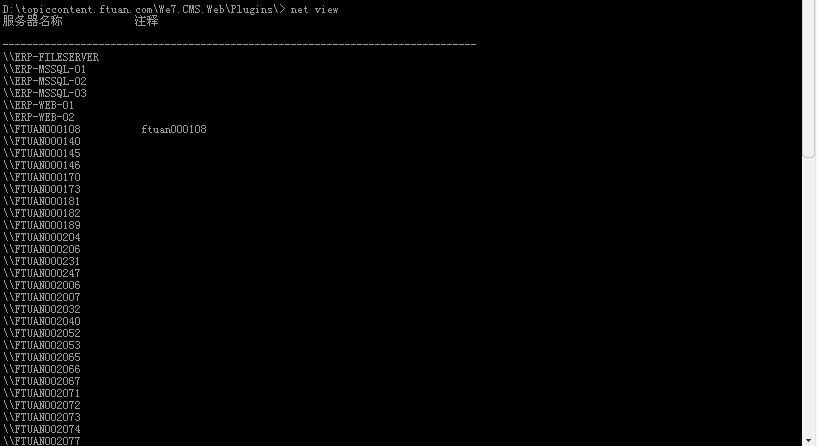 D:\topiccontent.ftuan.com\We7.CMS.Web\Plugins\> net view
服务器名称 注释
-------------------------------------------------------------------------------
\\ERP-FILESERVER
\\ERP-MSSQL-01
\\ERP-MSSQL-02
\\ERP-MSSQL-03
\\ERP-WEB-01
\\ERP-WEB-02
\\FTUAN000108 ftuan000108
\\FTUAN000140
\\FTUAN000145
\\FTUAN000146
\\FTUAN000170
\\FTUAN000173
\\FTUAN000181
\\FTUAN000182
\\FTUAN000189
\\FTUAN000204
\\FTUAN000206
\\FTUAN000231
\\FTUAN000247
\\FTUAN002006
\\FTUAN002007
\\FTUAN002032
\\FTUAN002040
\\FTUAN002052
\\FTUAN002053
\\FTUAN002065
\\FTUAN002066
\\FTUAN002067
\\FTUAN002071
\\FTUAN002072
\\FTUAN002073
\\FTUAN002074
\\FTUAN002077